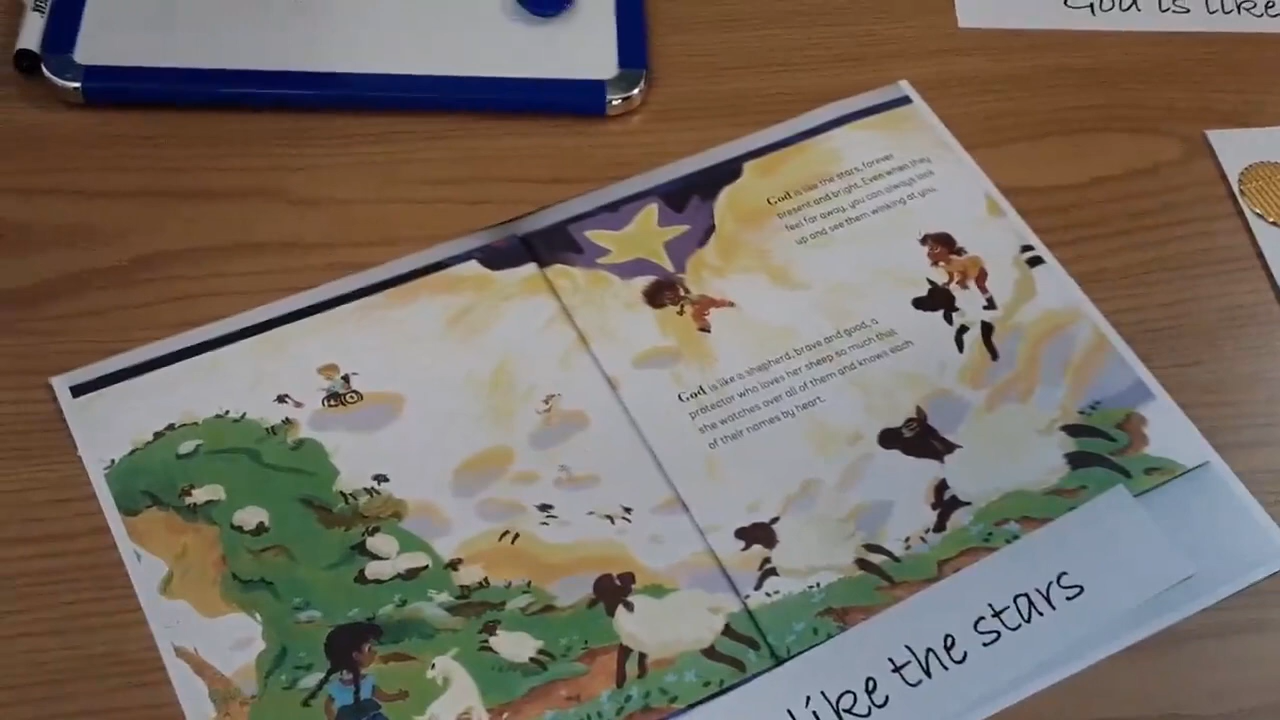 God is like
God is like the stars, forever
present and bright. Even when they
feel far away, you can always look
up and see them winking at you.
God is like a shepherd, brave and good, a
protector who loves her sheep so much that
she watches over all of them and knows each
of their names by heart.
like the stars